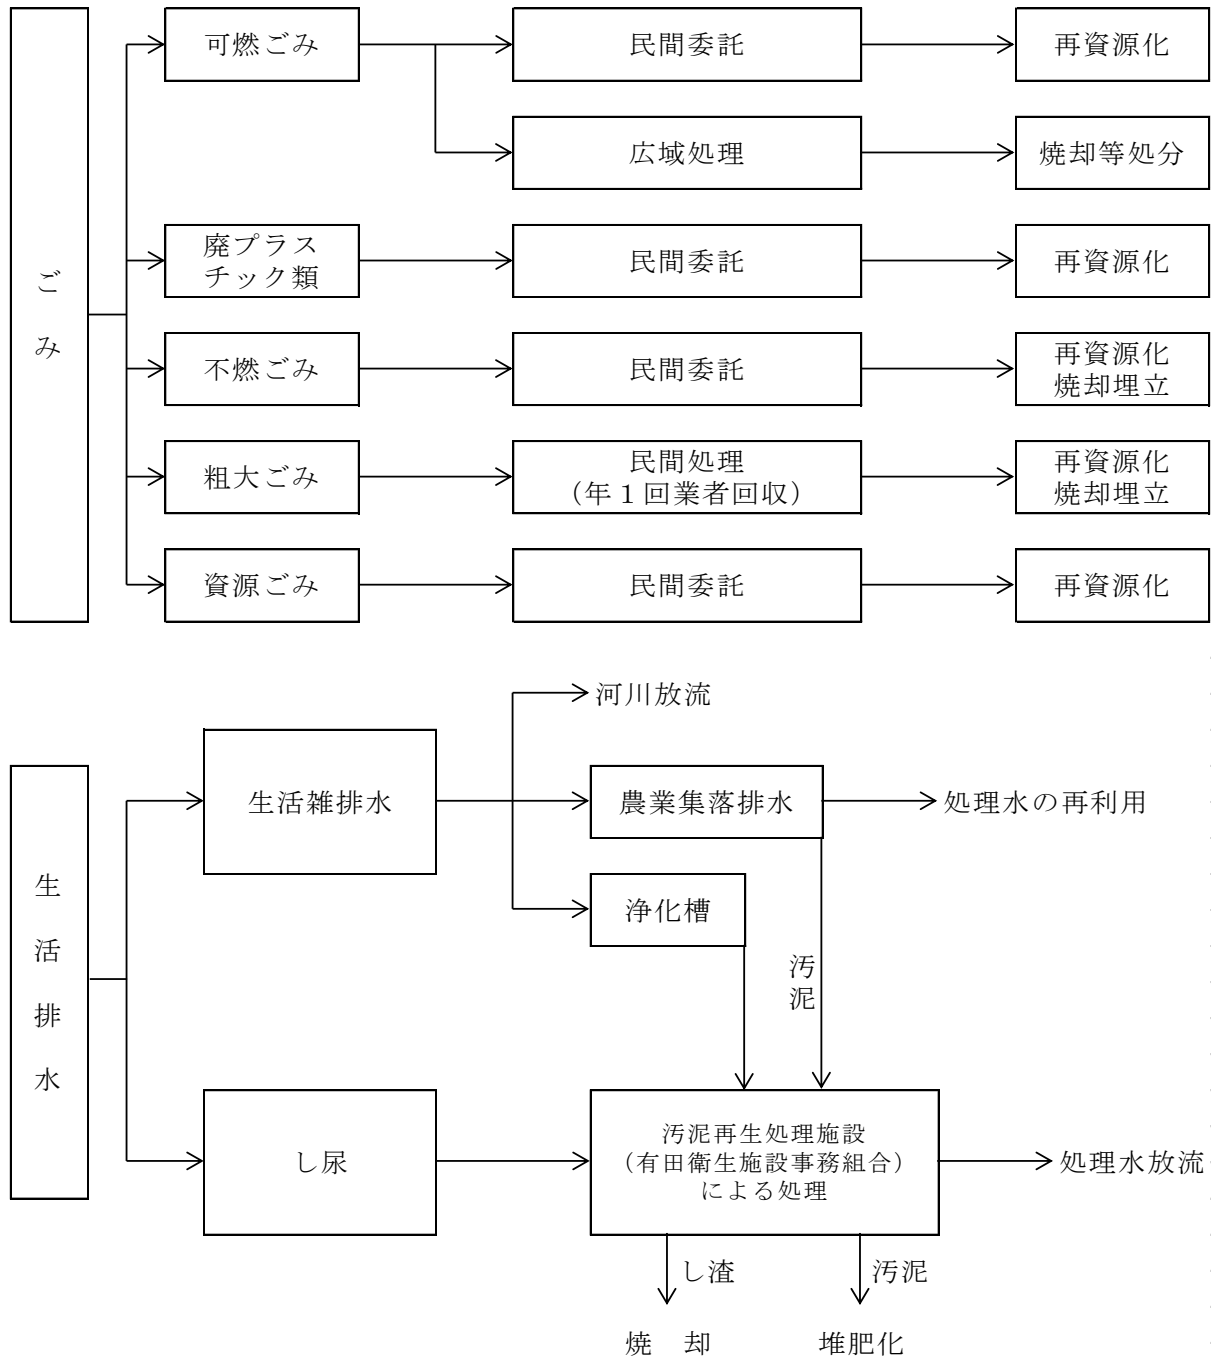 ごみ
可燃ごみ
民間委託
再資源化
広域処理
焼却等処分
廃プラス
チック類
民間委託
再資源化
不燃ごみ
民間委託
再資源化
焼却埋立
粗大ごみ
民間処理
（年１回業者回収）
再資源化
焼却埋立
資源ごみ
民間委託
再資源化
生活排水
河川放流
生活雑排水
農業集落排水
処理水の再利用
浄化槽
汚泥
し尿
汚泥再生処理施設
（有田衛生施設事務組合）
による処理
処理水放流
し渣
汚泥
焼　却
堆肥化